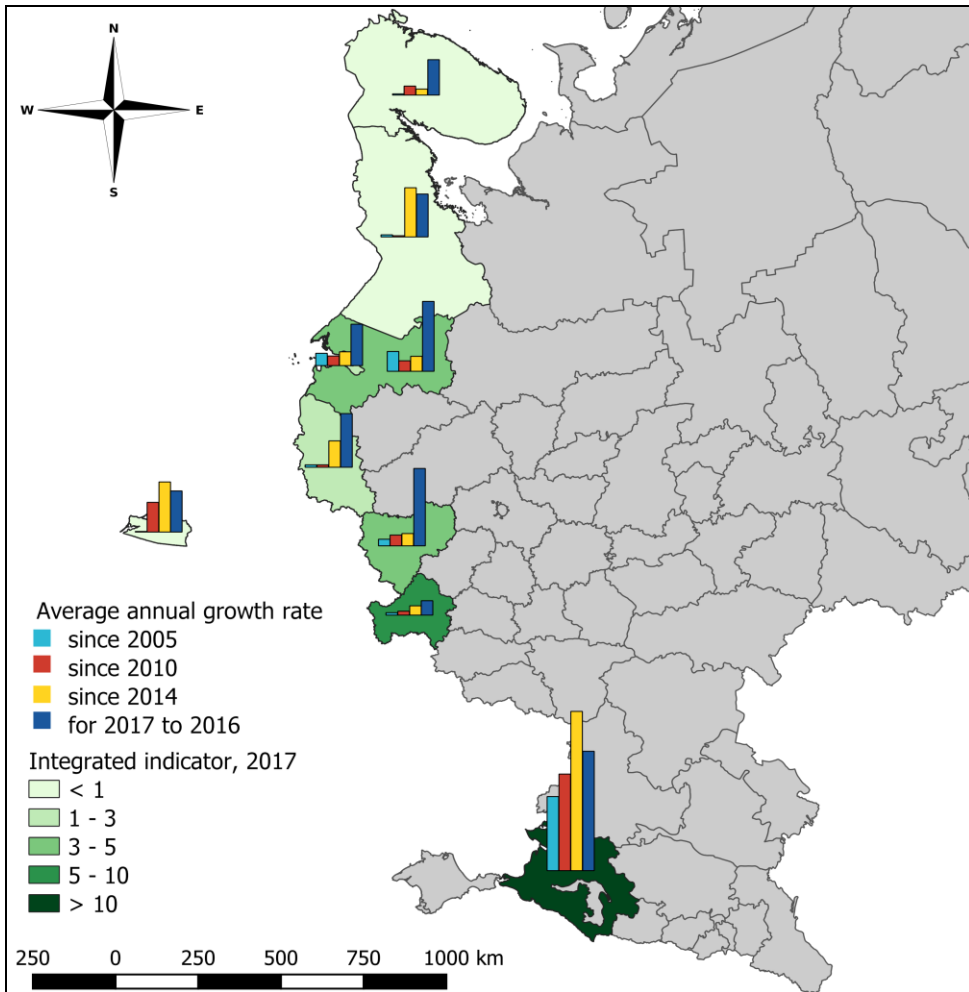 N
W E
S
Average annual growth rate
since 2005
since 2010
since 2014
for 2017 to 2016
Integrated indicator, 2017
< 1
1 - 3
3 - 5
5 - 10
> 10
250 0 250 500 750 1000 km